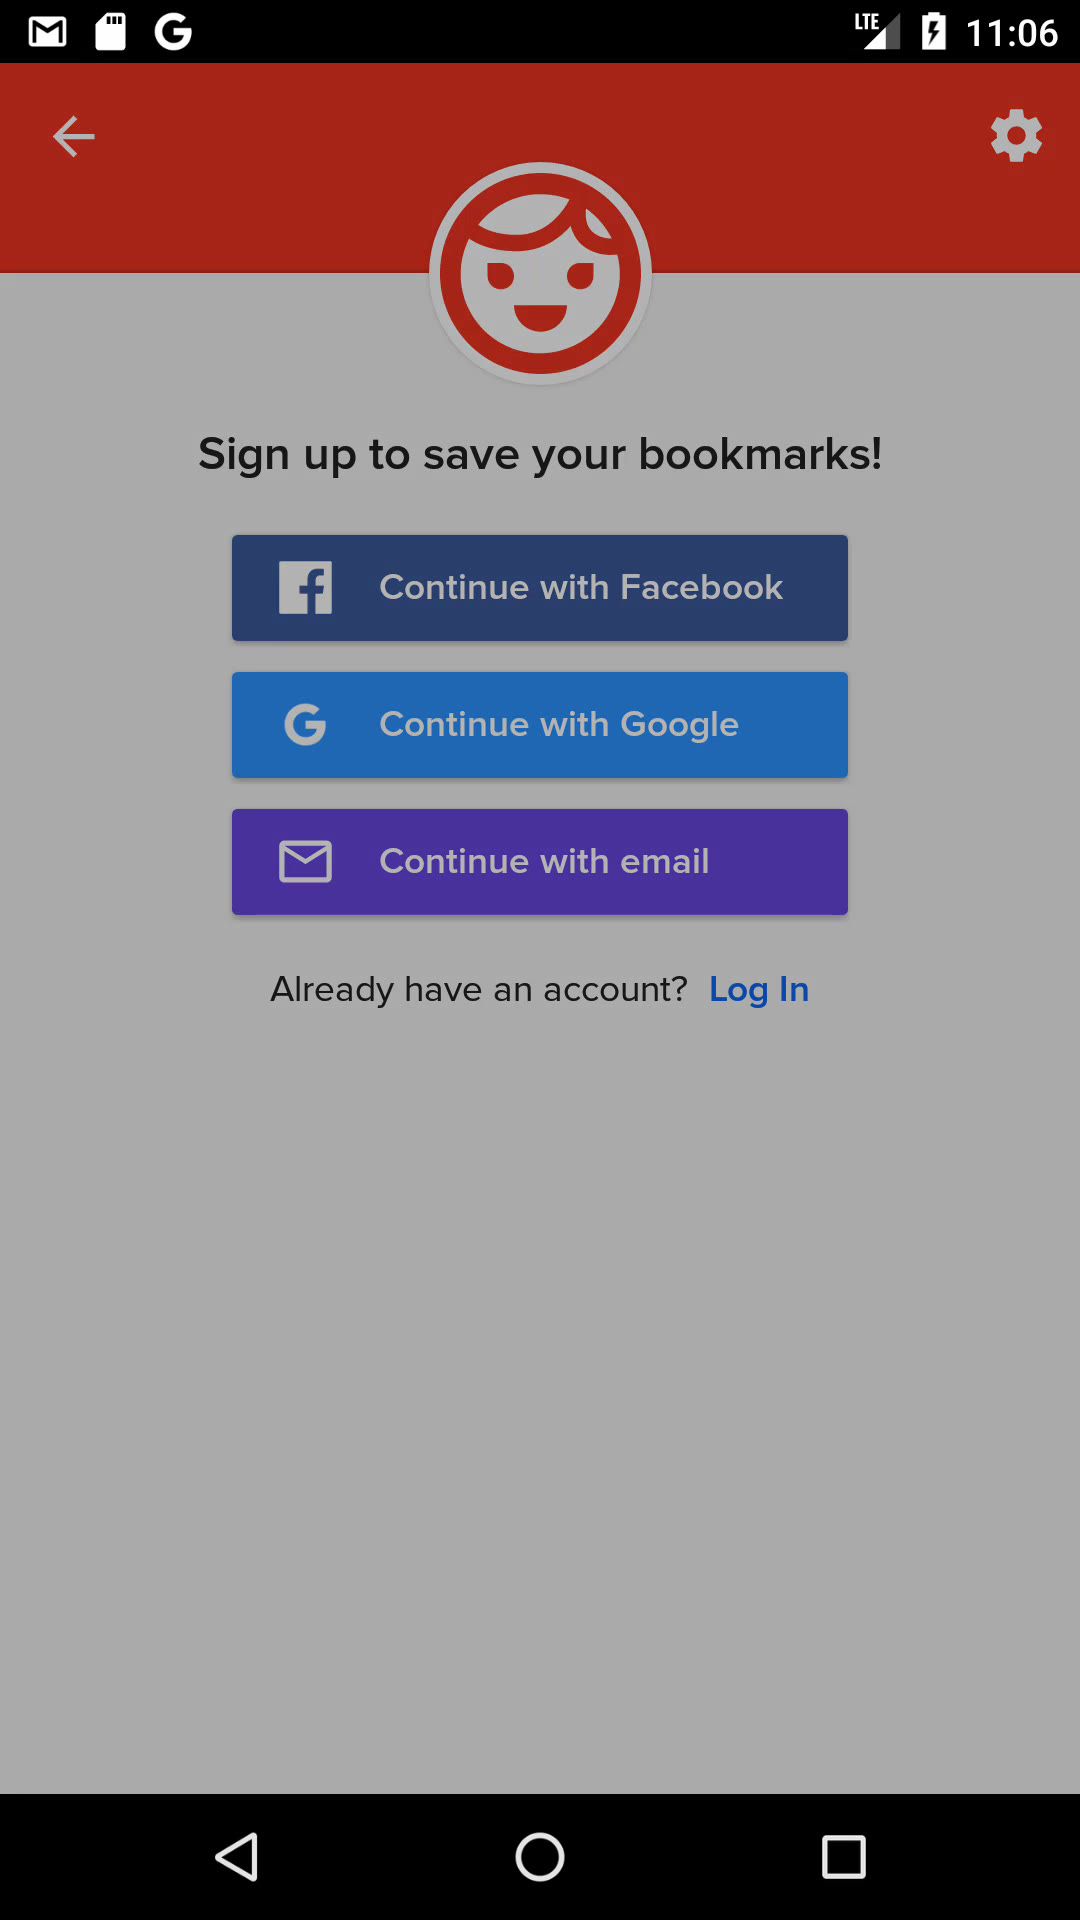 LTE 11:06
Sign up to save your bookmarks!
Continue with Facebook
Continue with Google
Continue with email
Already have an account? Log In